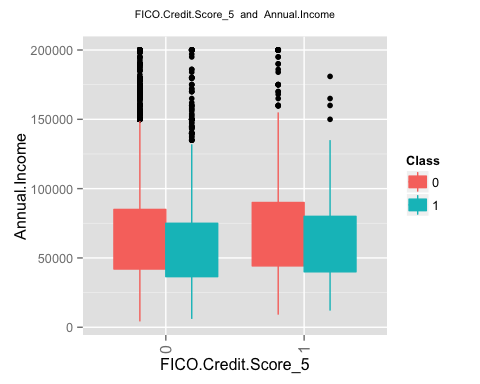 FICO.Credit.Score_5 and Annual.Income
200000
150000
100000
50000
0
Annual.Income
0
1
FICO.Credit.Score_5
Class
0
1